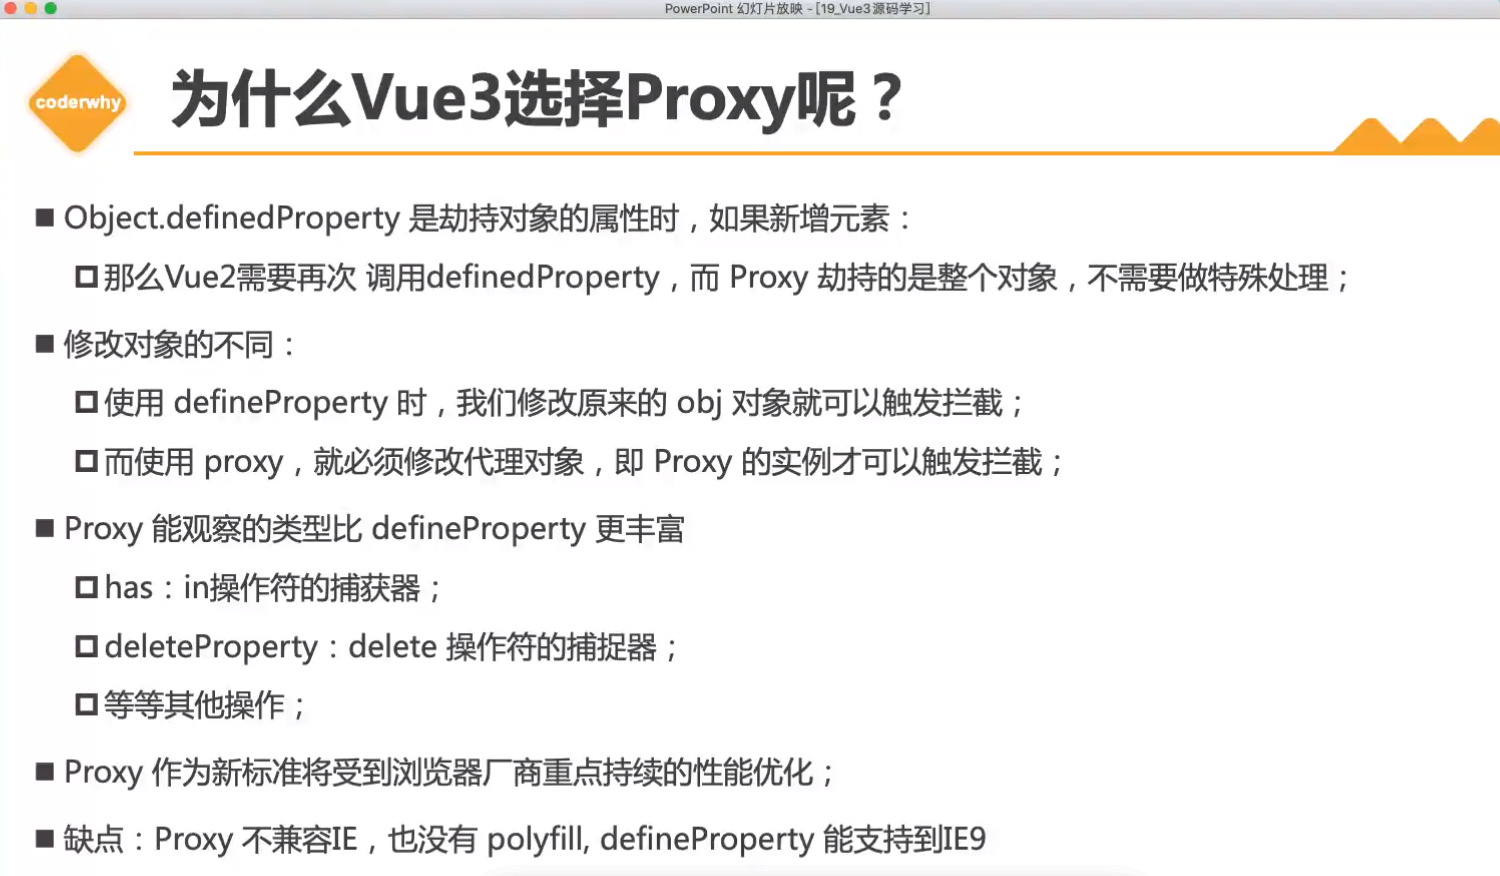 PowerPoint 幻灯片放映 - [19_Vue3源码学习]
coderwhy
为什么Vue3选择Proxy呢？
Object.definedProperty 是劫持对象的属性时，如果新增元素：
那么Vue2需要再次 调用definedProperty，而 Proxy 劫持的是整个对象，不需要做特殊处理；
修改对象的不同：
使用 defineProperty 时，我们修改原来的 obj 对象就可以触发拦截；
而使用 proxy，就必须修改代理对象，即 Proxy 的实例才可以触发拦截；
Proxy 能观察的类型比 defineProperty 更丰富
has：in操作符的捕获器；
deleteProperty：delete 操作符的捕捉器；
等等其他操作；
Proxy 作为新标准将受到浏览器厂商重点持续的性能优化；
缺点：Proxy 不兼容IE，也没有 polyfill, defineProperty 能支持到IE9